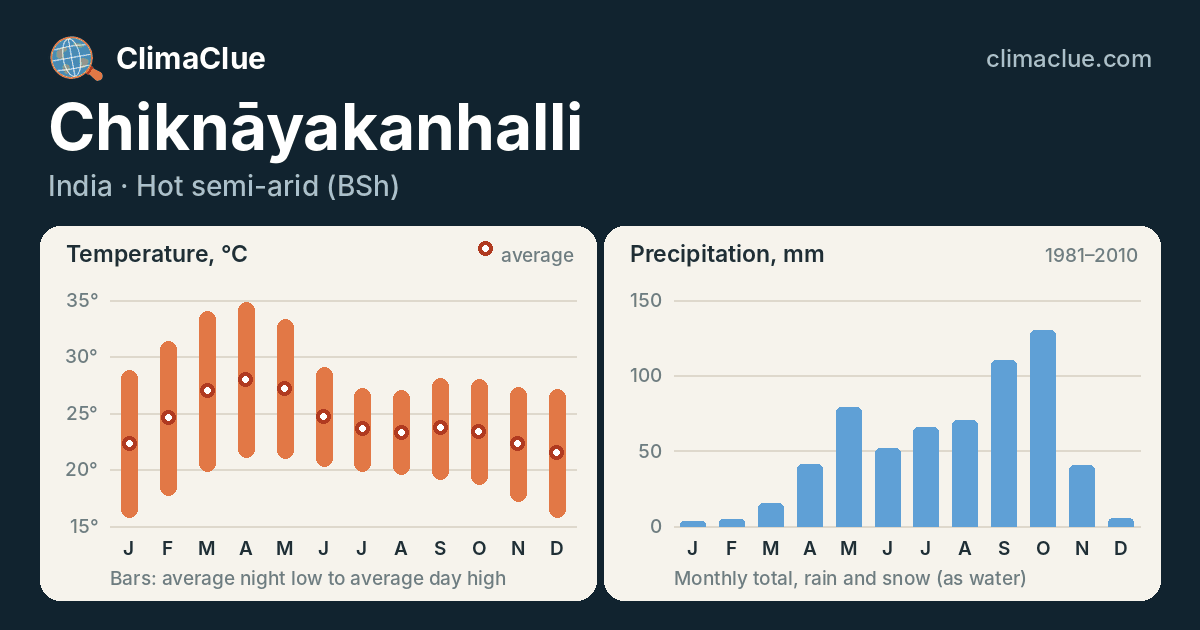 ClimaClue
climaclue.com
Chiknāyakanhalli
India · Hot semi-arid (BSh)
Temperature, °C
average
35°
30°
25°
20°
15°
J F M A M J J A S O N D
Bars: average night low to average day high
Precipitation, mm
1981–2010
150
100
50
0
J F M A M J J A S O N D
Monthly total, rain and snow (as water)